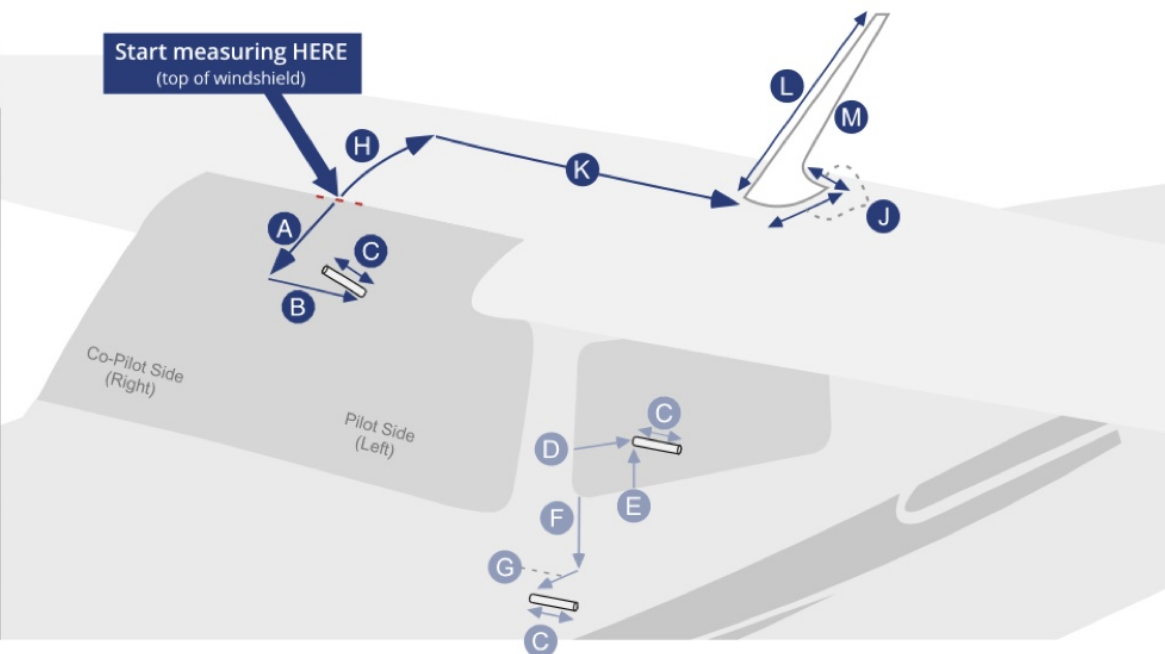 Start measuring HERE
(top of windshield)
L
M
H
K
A
C
J
B
Co-Pilot Side
(Right)
Pilot Side
(Left)
C
D
E
F
G
C